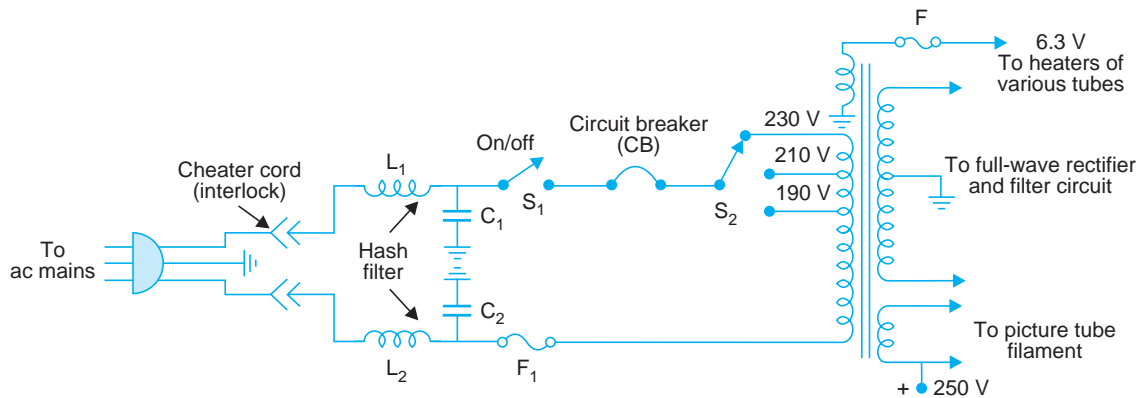 F
6.3 V
To heaters of
various tubes
230 V
Circuit breaker
(CB)
On/off
L1
Cheater cord
(interlock)
210 V
To full-wave rectifier
and filter circuit
190 V
S1
S2
C1
To
ac mains
Hash
filter
C2
To picture tube
filament
L2
F1
+ 250 V